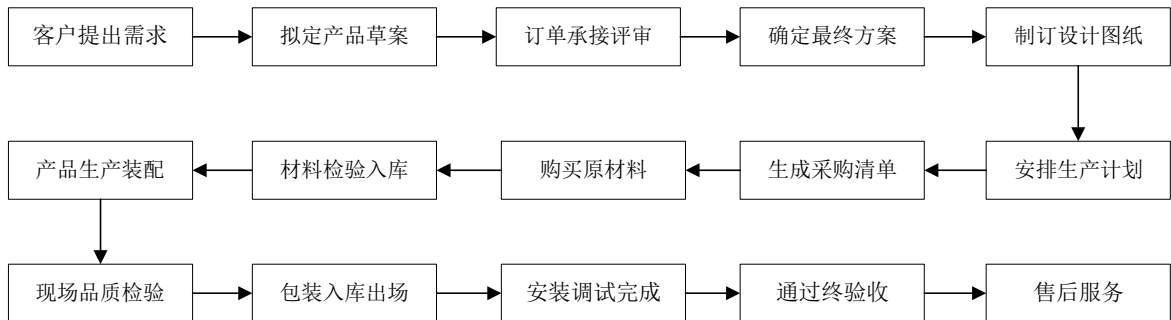 客户提出需求
拟定产品草案
订单承接评审
确定最终方案
制订设计图纸
安排生产计划
生成采购清单
购买原材料
材料检验入库
产品生产装配
现场品质检验
包装入库出场
安装调试完成
通过终验收
售后服务